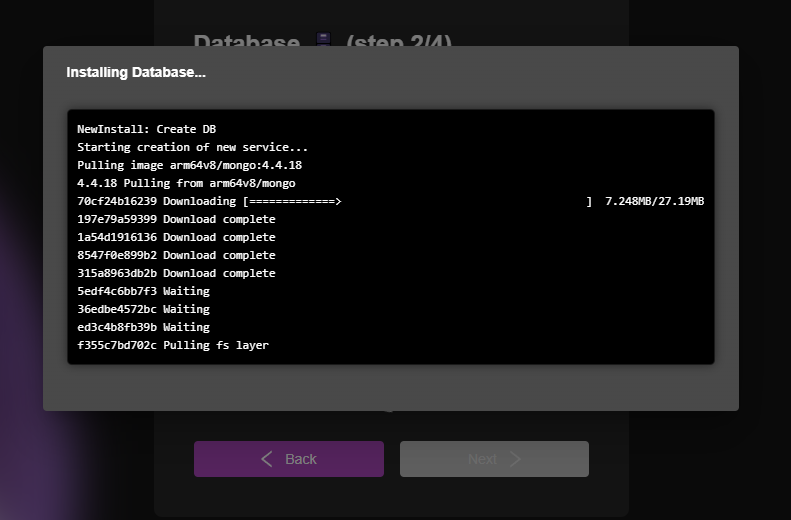 Database (step 2/4)
Installing Database...
NewInstall: Create DB
Starting creation of new service...
Pulling image arm64v8/mongo:4.4.18
4.4.18 Pulling from arm64v8/mongo
70cf24b16239 Downloading [=============>                                     ]  7.248MB/27.19MB
197e79a59399 Download complete
1a54d1916136 Download complete
8547f0e899b2 Download complete
315a8963db2b Download complete
5edf4c6bb7f3 Waiting
36edbe4572bc Waiting
ed3c4b8fb39b Waiting
f355c7bd702c Pulling fs layer
Back
Next